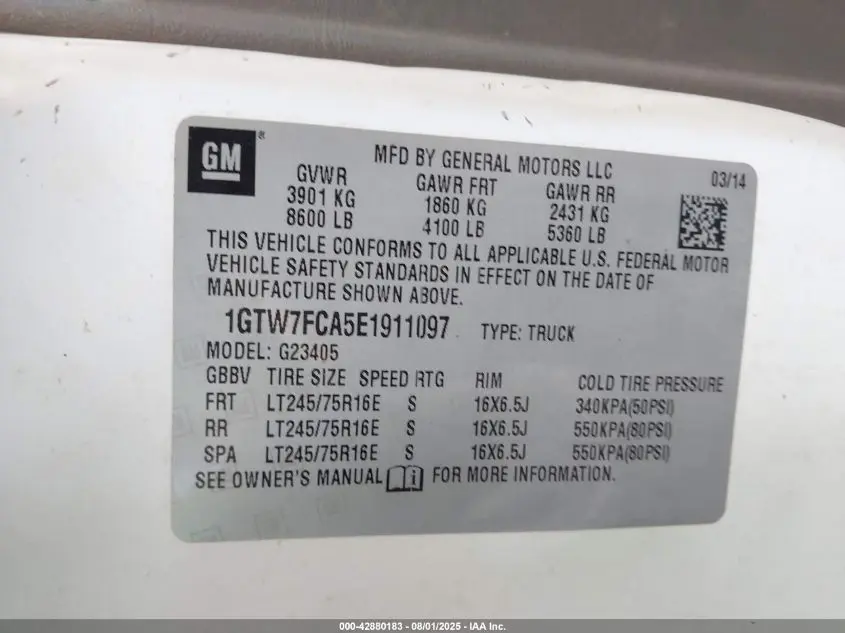 GM ®
MFD BY GENERAL MOTORS LLC 03/14
GVWR GAWR FRT GAWR RR
3901 KG 1860 KG 2431 KG
8600 LB 4100 LB 5360 LB
THIS VEHICLE CONFORMS TO ALL APPLICABLE U.S. FEDERAL MOTOR
VEHICLE SAFETY STANDARDS IN EFFECT ON THE DATE OF
MANUFACTURE SHOWN ABOVE.
1GTW7FCA5E1911097 TYPE: TRUCK
MODEL: G23405
GBBV TIRE SIZE SPEED RTG RIM COLD TIRE PRESSURE
FRT LT245/75R16E S 16X6.5J 340KPA(50PSI)
RR LT245/75R16E S 16X6.5J 550KPA(80PSI)
SPA LT245/75R16E S 16X6.5J 550KPA(80PSI)
SEE OWNER'S MANUAL i FOR MORE INFORMATION.
000-42880183 - 08/01/2025 - IAA Inc.